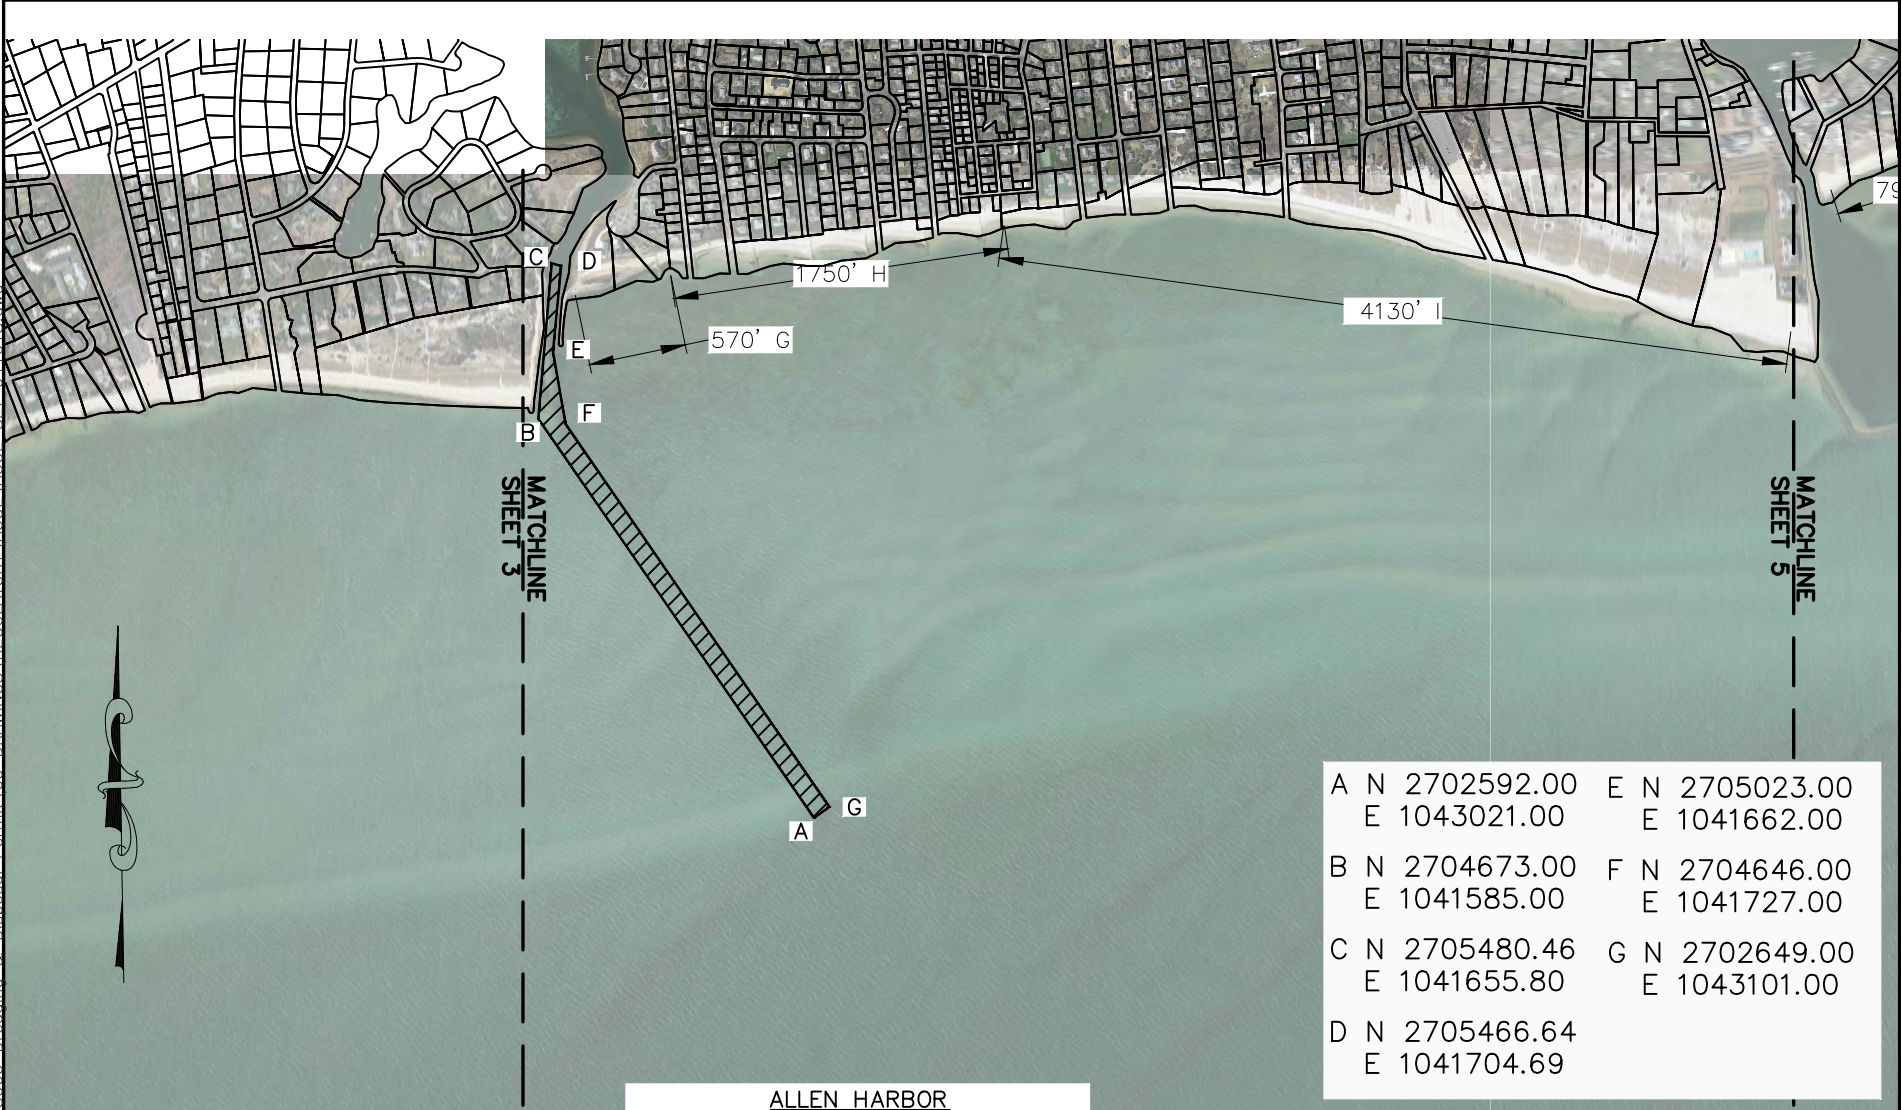 79
C
D
1750' H
4130' I
570' G
E
F
B
MATCHLINE
SHEET 3
MATCHLINE
SHEET 5
G
A
A N 2702592.00
E 1043021.00
B N 2704673.00
E 1041585.00
C N 2705480.46
E 1041655.80
D N 2705466.64
E 1041704.69
E N 2705023.00
E 1041662.00
F N 2704646.00
E 1041727.00
G N 2702649.00
E 1043101.00
ALLEN HARBOR